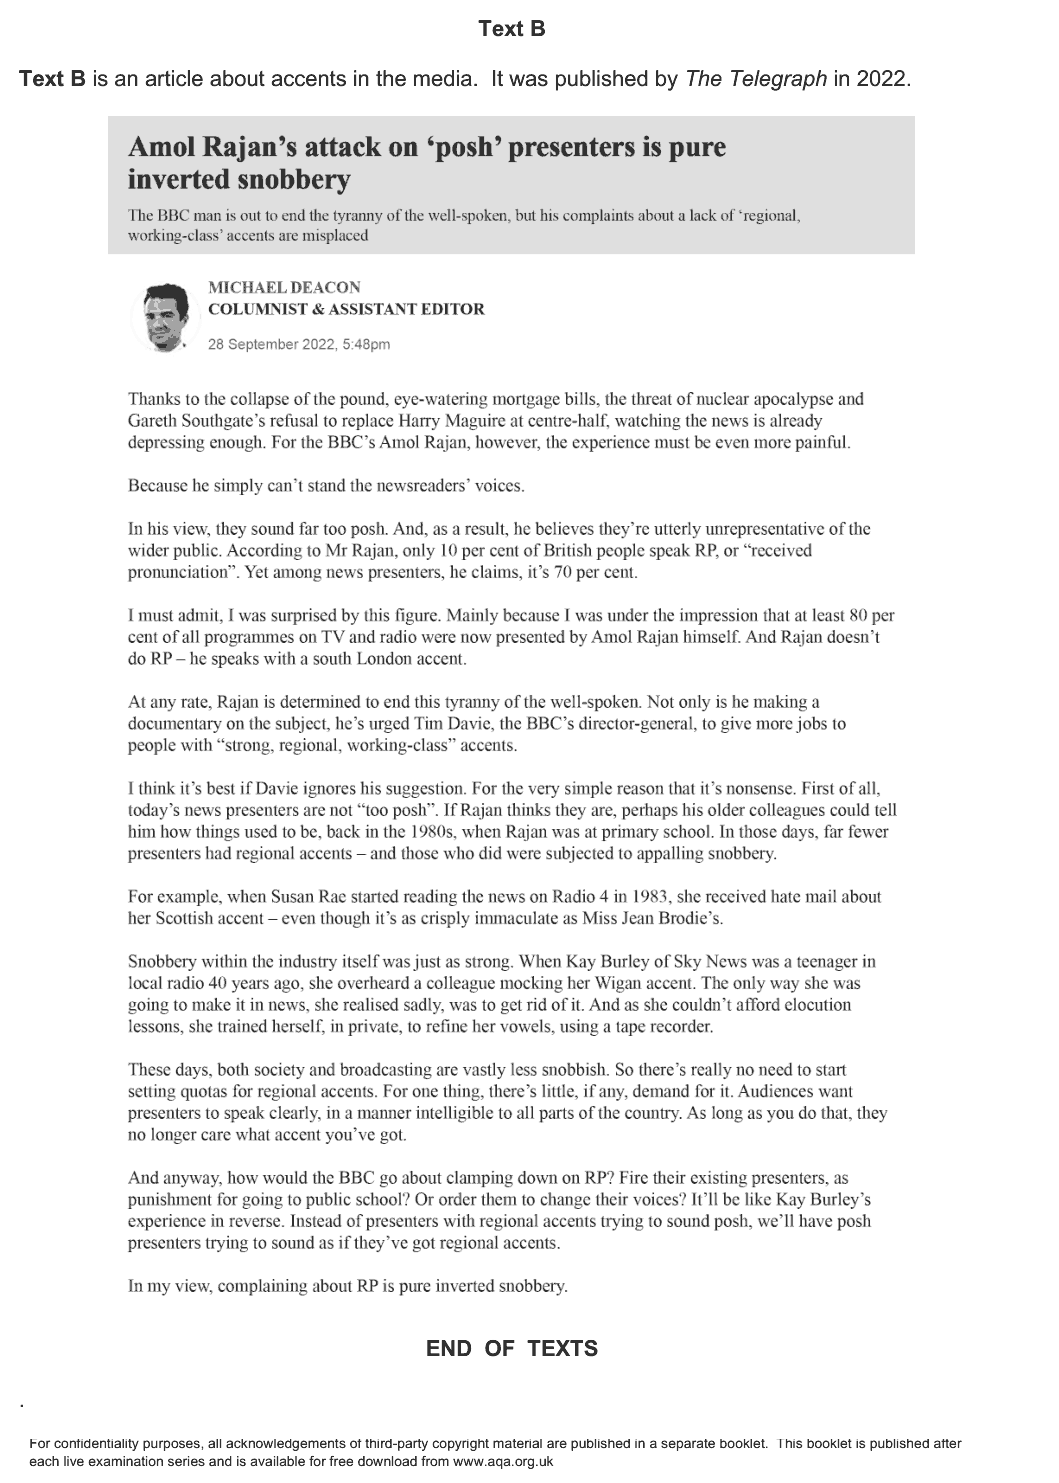 Text B
Text B is an article about accents in the media. It was published by The Telegraph in 2022.
Amol Rajan's attack on ‘posh’ presenters is pure
inverted snobbery
The BBC man is out to end the tyranny of the well-spoken, but his complaints about a lack of ‘regional,
working-class’ accents are misplaced
MICHAEL DEACON
COLUMNIST & ASSISTANT EDITOR
28 September 2022, 5:48pm
Thanks to the collapse of the pound, eye-watering mortgage bills, the threat of nuclear apocalypse and
Gareth Southgate’s refusal to replace Harry Maguire at centre-half, watching the news is already
depressing enough. For the BBC’s Amol Rajan, however, the experience must be even more painful.
Because he simply can’t stand the newsreaders’ voices.
In his view, they sound far too posh. And, as a result, he believes they’re utterly unrepresentative of the
wider public. According to Mr Rajan, only 10 per cent of British people speak RP, or “received
pronunciation”. Yet among news presenters, he claims, it’s 70 per cent.
I must admit, I was surprised by this figure. Mainly because I was under the impression that at least 80 per
cent of all programmes on TV and radio were now presented by Amol Rajan himself. And Rajan doesn’t
do RP – he speaks with a south London accent.
At any rate, Rajan is determined to end this tyranny of the well-spoken. Not only is he making a
documentary on the subject, he’s urged Tim Davie, the BBC’s director-general, to give more jobs to
people with “strong, regional, working-class” accents.
I think it’s best if Davie ignores his suggestion. For the very simple reason that it’s nonsense. First of all,
today’s news presenters are not “too posh”. If Rajan thinks they are, perhaps his older colleagues could tell
him how things used to be, back in the 1980s, when Rajan was at primary school. In those days, far fewer
presenters had regional accents – and those who did were subjected to appalling snobbery.
For example, when Susan Rae started reading the news on Radio 4 in 1983, she received hate mail about
her Scottish accent – even though it’s as crisply immaculate as Miss Jean Brodie’s.
Snobbery within the industry itself was just as strong. When Kay Burley of Sky News was a teenager in
local radio 40 years ago, she overheard a colleague mocking her Wigan accent. The only way she was
going to make it in news, she realised sadly, was to get rid of it. And as she couldn’t afford elocution
lessons, she trained herself, in private, to refine her vowels, using a tape recorder.
These days, both society and broadcasting are vastly less snobbish. So there’s really no need to start
setting quotas for regional accents. For one thing, there’s little, if any, demand for it. Audiences want
presenters to speak clearly, in a manner intelligible to all parts of the country. As long as you do that, they
no longer care what accent you’ve got.
And anyway, how would the BBC go about clamping down on RP? Fire their existing presenters, as
punishment for going to public school? Or order them to change their voices? It’ll be like Kay Burley’s
experience in reverse. Instead of presenters with regional accents trying to sound posh, we’ll have posh
presenters trying to sound as if they’ve got regional accents.
In my view, complaining about RP is pure inverted snobbery.
END OF TEXTS
.
For confidentiality purposes, all acknowledgements of third-party copyright material are published in a separate booklet. This booklet is published after
each live examination series and is available for free download from www.aqa.org.uk